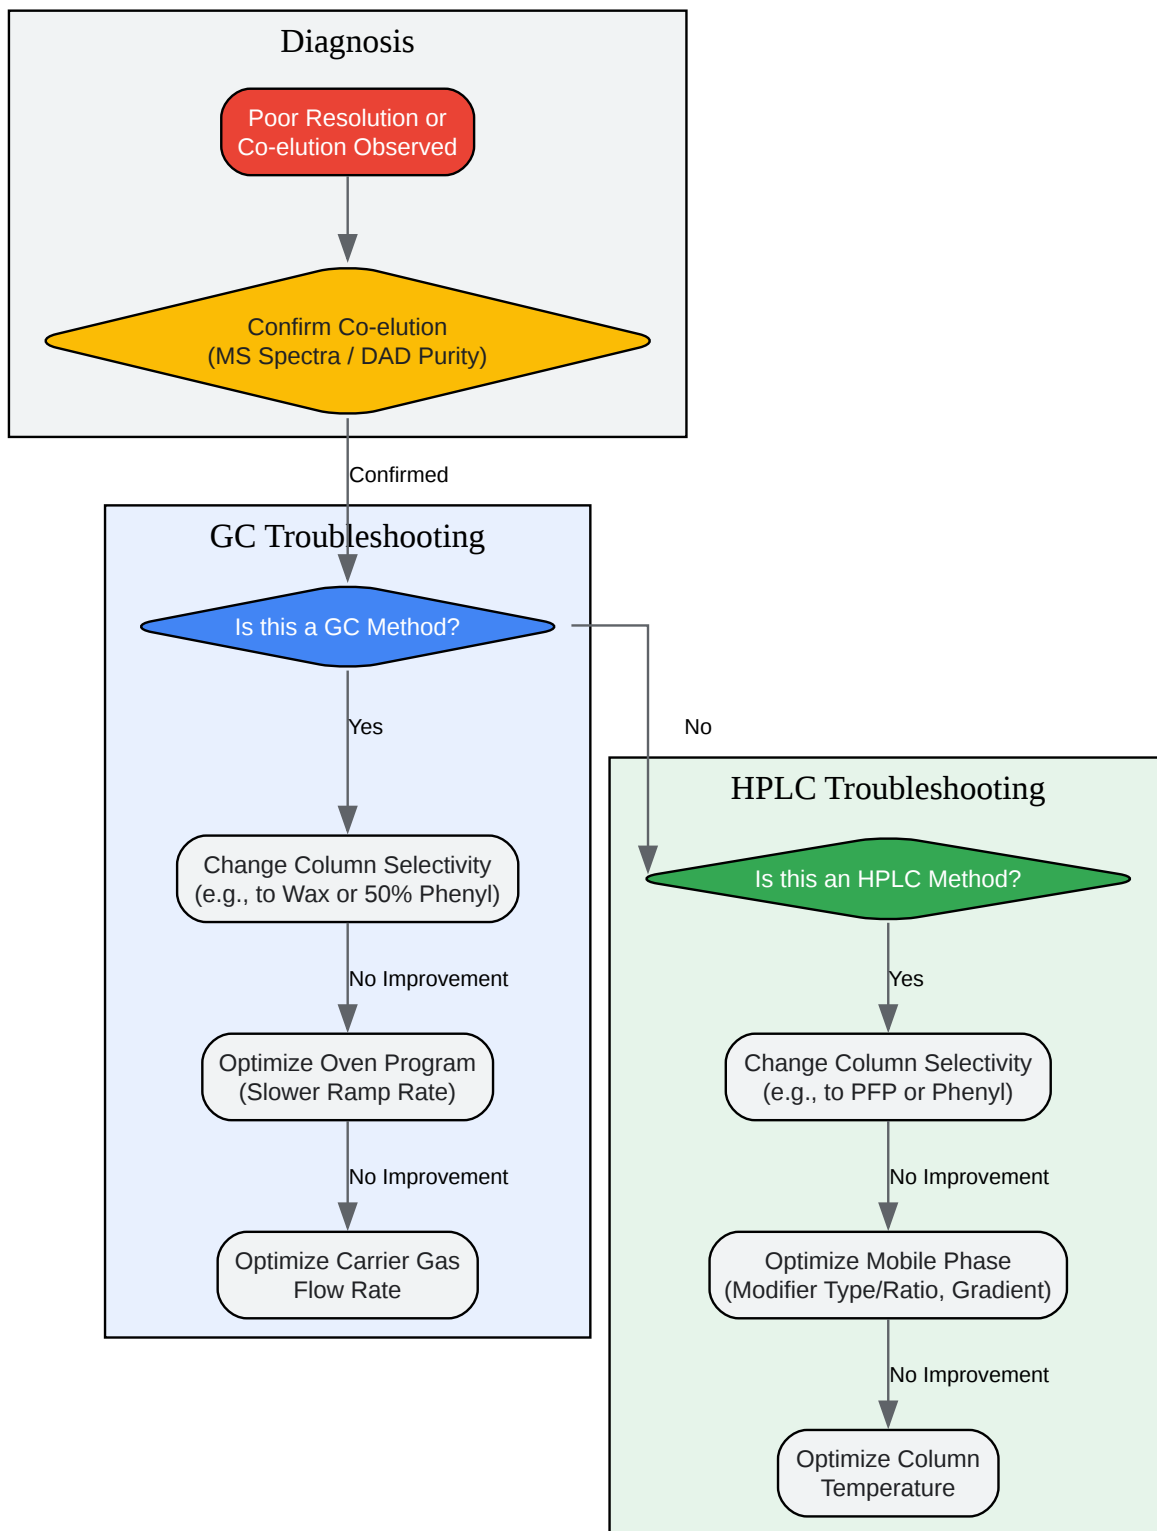 Diagnosis
Poor Resolution or
Co-elution Observed
Confirm Co-elution
(MS Spectra / DAD Purity)
Confirmed
GC Troubleshooting
Is this a GC Method?
Yes
No
HPLC Troubleshooting
Change Column Selectivity
(e.g., to Wax or 50% Phenyl)
Is this an HPLC Method?
No Improvement
Yes
Optimize Oven Program
(Slower Ramp Rate)
Change Column Selectivity
(e.g., to PFP or Phenyl)
No Improvement
No Improvement
Optimize Carrier Gas
Flow Rate
Optimize Mobile Phase
(Modifier Type/Ratio, Gradient)
No Improvement
Optimize Column
Temperature